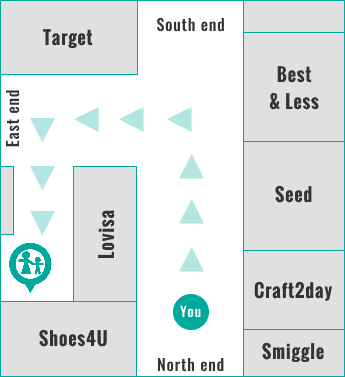 Target
South end
East end
Best
& Less
Seed
Lovisa
You
Craft2day
Shoes4U
Smiggle
North end